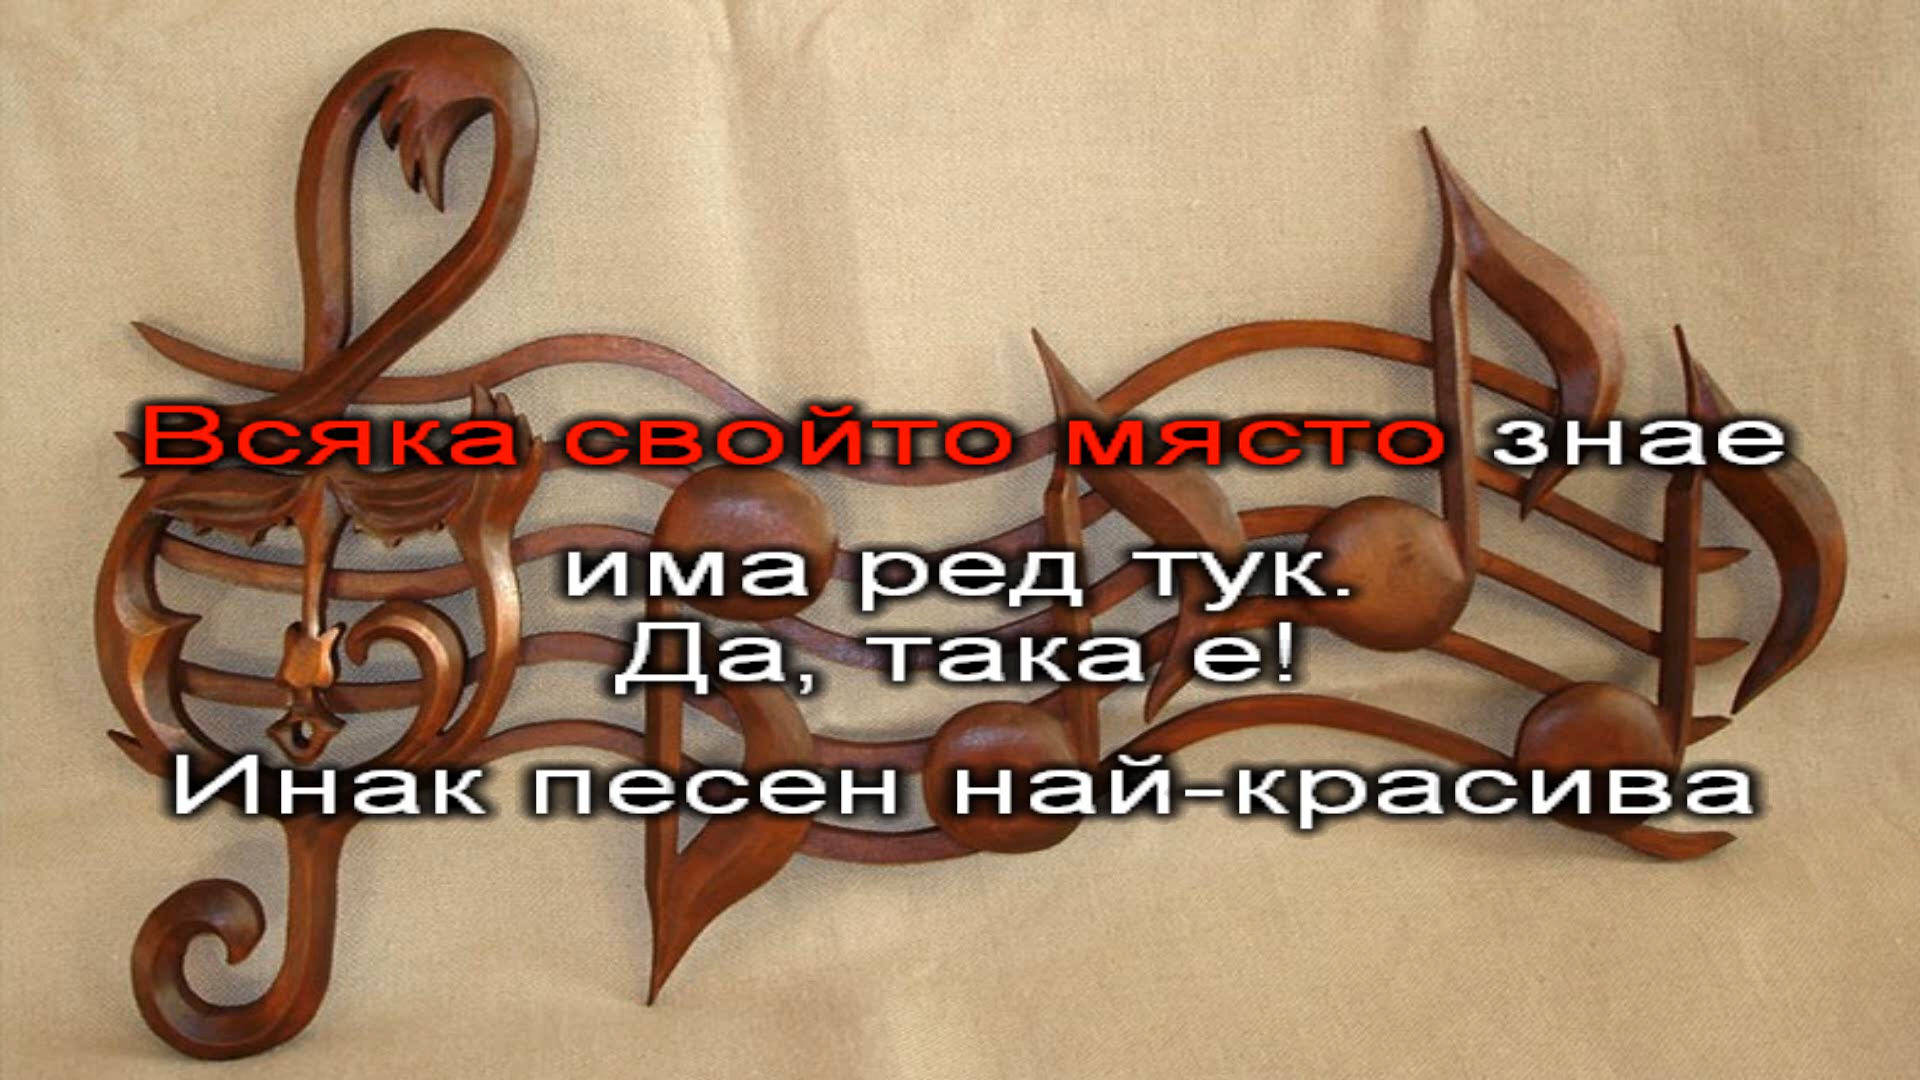 Всяка свойто място знае
има ред тук.
Да, така е!
Инак песен най-красива